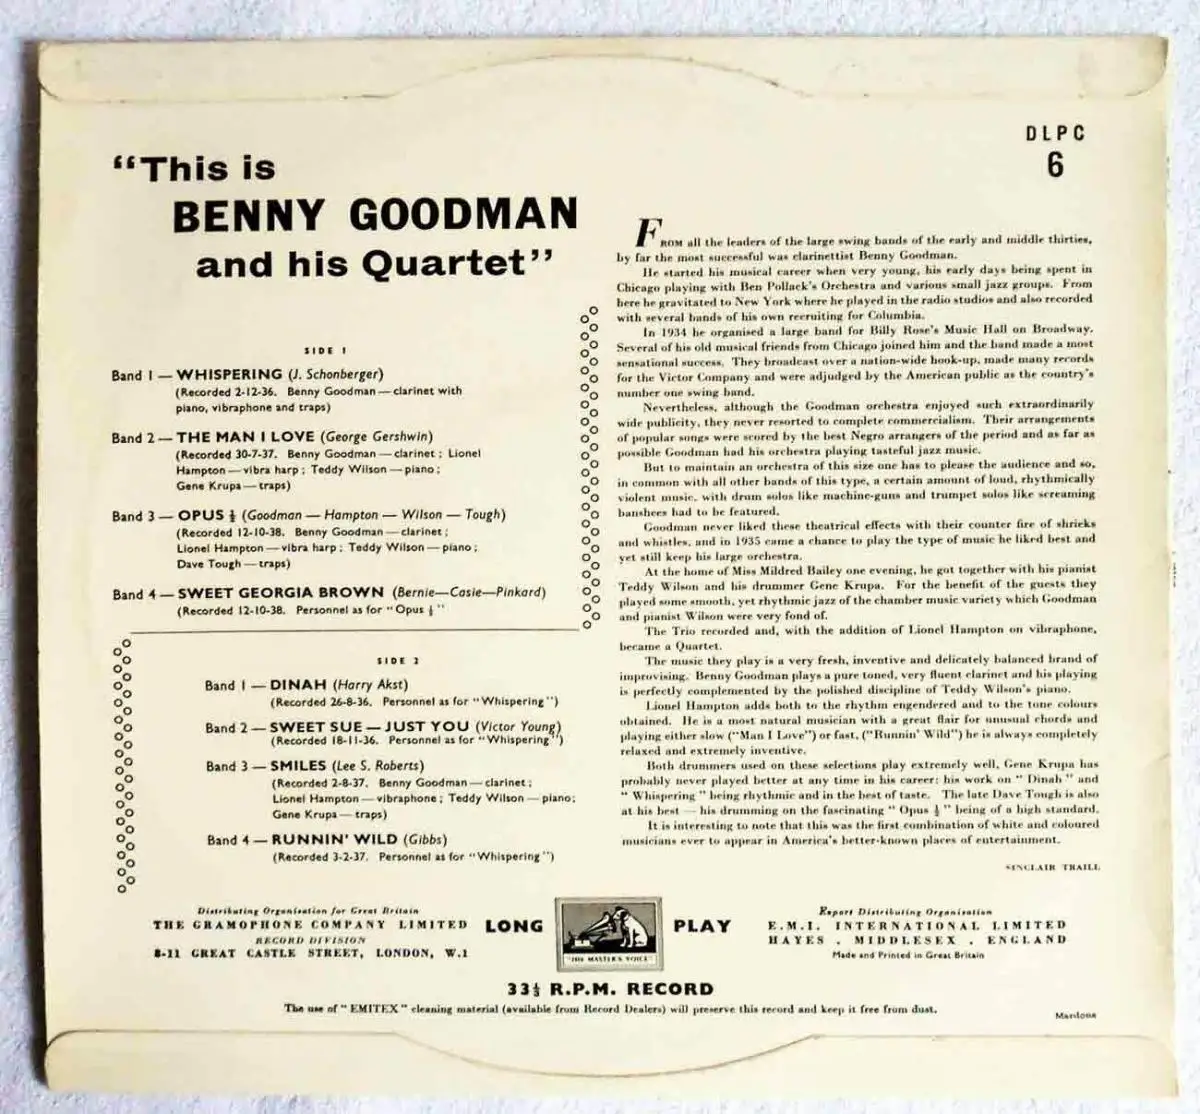 DLPC
6
"This is
BENNY GOODMAN
and his Quartet"
SIDE 1
Band 1 — WHISPERING (J. Schonberger)
(Recorded 2-12-36. Benny Goodman — clarinet with
piano, vibraphone and traps)
Band 2 — THE MAN I LOVE (George Gershwin)
(Recorded 30-7-37. Benny Goodman — clarinet ; Lionel
Hampton — vibra harp ; Teddy Wilson — piano ;
Gene Krupa — traps)
Band 3 — OPUS ½ (Goodman — Hampton — Wilson — Tough)
(Recorded 12-10-38. Benny Goodman — clarinet ;
Lionel Hampton — vibra harp ; Teddy Wilson — piano ;
Dave Tough — traps)
Band 4 — SWEET GEORGIA BROWN (Bernie—Casie—Pinkard)
(Recorded 12-10-38. Personnel as for "Opus ½ "
SIDE 2
Band 1 — DINAH (Harry Akst)
(Recorded 26-8-36. Personnel as for "Whispering ")
Band 2 — SWEET SUE — JUST YOU (Victor Young)
(Recorded 18-11-36. Personnel as for "Whispering ")
Band 3 — SMILES (Lee S. Roberts)
(Recorded 2-8-37. Benny Goodman — clarinet ;
Lionel Hampton — vibraphone ; Teddy Wilson — piano;
Gene Krupa — traps)
Band 4 — RUNNIN' WILD (Gibbs)
(Recorded 3-2-37. Personnel as for "Whispering ")
FROM all the leaders of the large swing bands of the early and middle thirties,
by far the most successful was clarinettist Benny Goodman.
He started his musical career when very young, his early days being spent in
Chicago playing with Ben Pollack's Orchestra and various small jazz groups. From
here he gravitated to New York where he played in the radio studios and also recorded
with several bands of his own recruiting for Columbia.
In 1934 he organised a large band for Billy Rose's Music Hall on Broadway.
Several of his old musical friends from Chicago joined him and the band made a most
sensational success. They broadcast over a nation-wide hook-up, made many records
for the Victor Company and were adjudged by the American public as the country's
number one swing band.
Nevertheless, although the Goodman orchestra enjoyed such extraordinarily
wide publicity, they never resorted to complete commercialism. Their arrangements
of popular songs were scored by the best Negro arrangers of the period and as far as
possible Goodman had his orchestra playing tasteful jazz music.
But to maintain an orchestra of this size one has to please the audience and so,
in common with all other bands of this type, a certain amount of loud, rhythmically
violent music, with drum solos like machine-guns and trumpet solos like screaming
banshees had to be featured.
Goodman never liked these theatrical effects with their counter fire of shrieks
and whistles, and in 1935 came a chance to play the type of music he liked best and
yet still keep his large orchestra.
At the home of Miss Mildred Bailey one evening, he got together with his pianist
Teddy Wilson and his drummer Gene Krupa. For the benefit of the guests they
played some smooth, yet rhythmic jazz of the chamber music variety which Goodman
and pianist Wilson were very fond of.
The Trio recorded and, with the addition of Lionel Hampton on vibraphone,
became a Quartet.
The music they play is a very fresh, inventive and delicately balanced brand of
improvising. Benny Goodman plays a pure toned, very fluent clarinet and his playing
is perfectly complemented by the polished discipline of Teddy Wilson's piano.
Lionel Hampton adds both to the rhythm engendered and to the tone colours
obtained. He is a most natural musician with a great flair for unusual chords and
playing either slow ("Man I Love") or fast, ("Runnin' Wild") he is always completely
relaxed and extremely inventive.
Both drummers used on these selections play extremely well, Gene Krupa has
probably never played better at any time in his career; his work on " Dinah " and
" Whispering " being rhythmic and in the best of taste. The late Dave Tough is also
at his best — his drumming on the fascinating " Opus ½ " being of a high standard.
It is interesting to note that this was the first combination of white and coloured
musicians ever to appear in America's better-known places of entertainment.
SINCLAIR TRAILL
Distributing Organisation for Great Britain
THE GRAMOPHONE COMPANY LIMITED
RECORD DIVISION
8-11 GREAT CASTLE STREET, LONDON, W.1
LONG PLAY
"HIS MASTER'S VOICE"
Export Distributing Organisation
E.M.I. INTERNATIONAL LIMITED
HAYES . MIDDLESEX . ENGLAND
Made and Printed in Great Britain
33⅓ R.P.M. RECORD
The use of " EMITEX " cleaning material (available from Record Dealers) will preserve this record and keep it free from dust.
Mardons